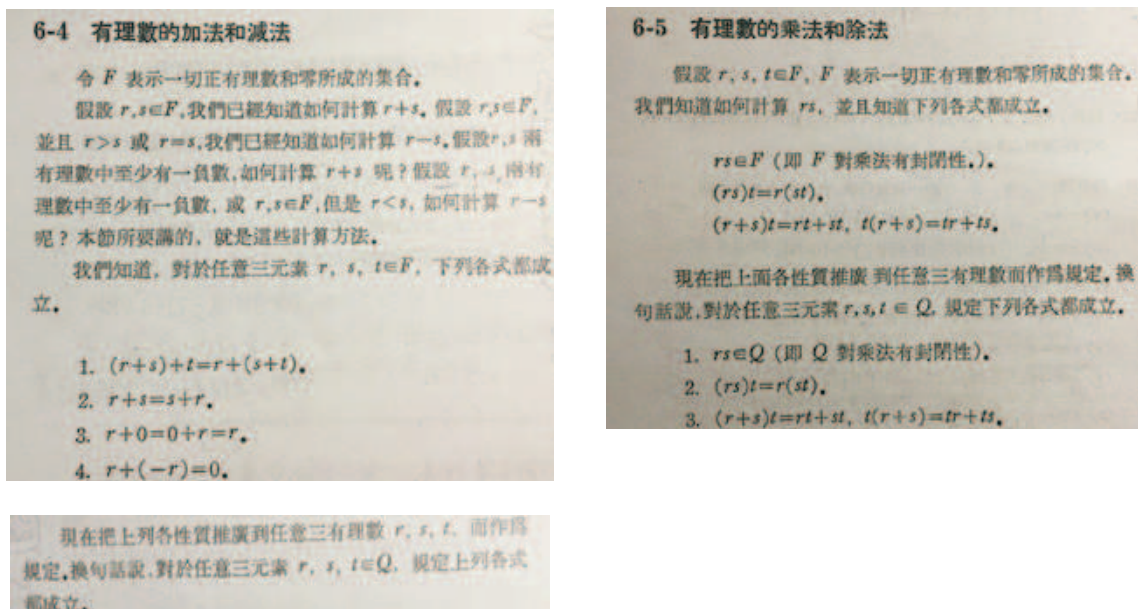 6-4 有理數的加法和減法
令 F 表示一切正有理數和零所成的集合.
假設 r,s∈F,我們已經知道如何計算 r+s. 假設 r,s∈F,
並且 r>s 或 r=s,我們已經知道如何計算 r−s. 假設r,s 兩
有理數中至少有一負數,如何計算 r+s 呢?假設 r, s, 兩有
理數中至少有一負數, 或 r,s∈F,但是 r<s, 如何計算 r−s
呢?本節所要講的, 就是這些計算方法.
我們知道, 對於任意三元素 r, s, t∈F, 下列各式都成
立.
1. (r+s)+t=r+(s+t).
2. r+s=s+r.
3. r+0=0+r=r.
4. r+(−r)=0.
現在把上列各性質推廣到任意三有理數 r, s, t, 而作爲
規定.換句話說,對於任意三元素 r, s, t∈Q, 規定上列各式
都成立.
6-5 有理數的乘法和除法
假設 r, s, t∈F, F 表示一切正有理數和零所成的集合.
我們知道如何計算 rs, 並且知道下列各式都成立.
rs∈F (即 F 對乘法有封閉性.).
(rs)t=r(st).
(r+s)t=rt+st, t(r+s)=tr+ts.
現在把上面各性質推廣 到任意三有理數而作爲規定. 換
句話說,對於任意三元素 r,s,t ∈ Q, 規定下列各式都成立.
1. rs∈Q (即 Q 對乘法有封閉性).
2. (rs)t=r(st).
3. (r+s)t=rt+st, t(r+s)=tr+ts.